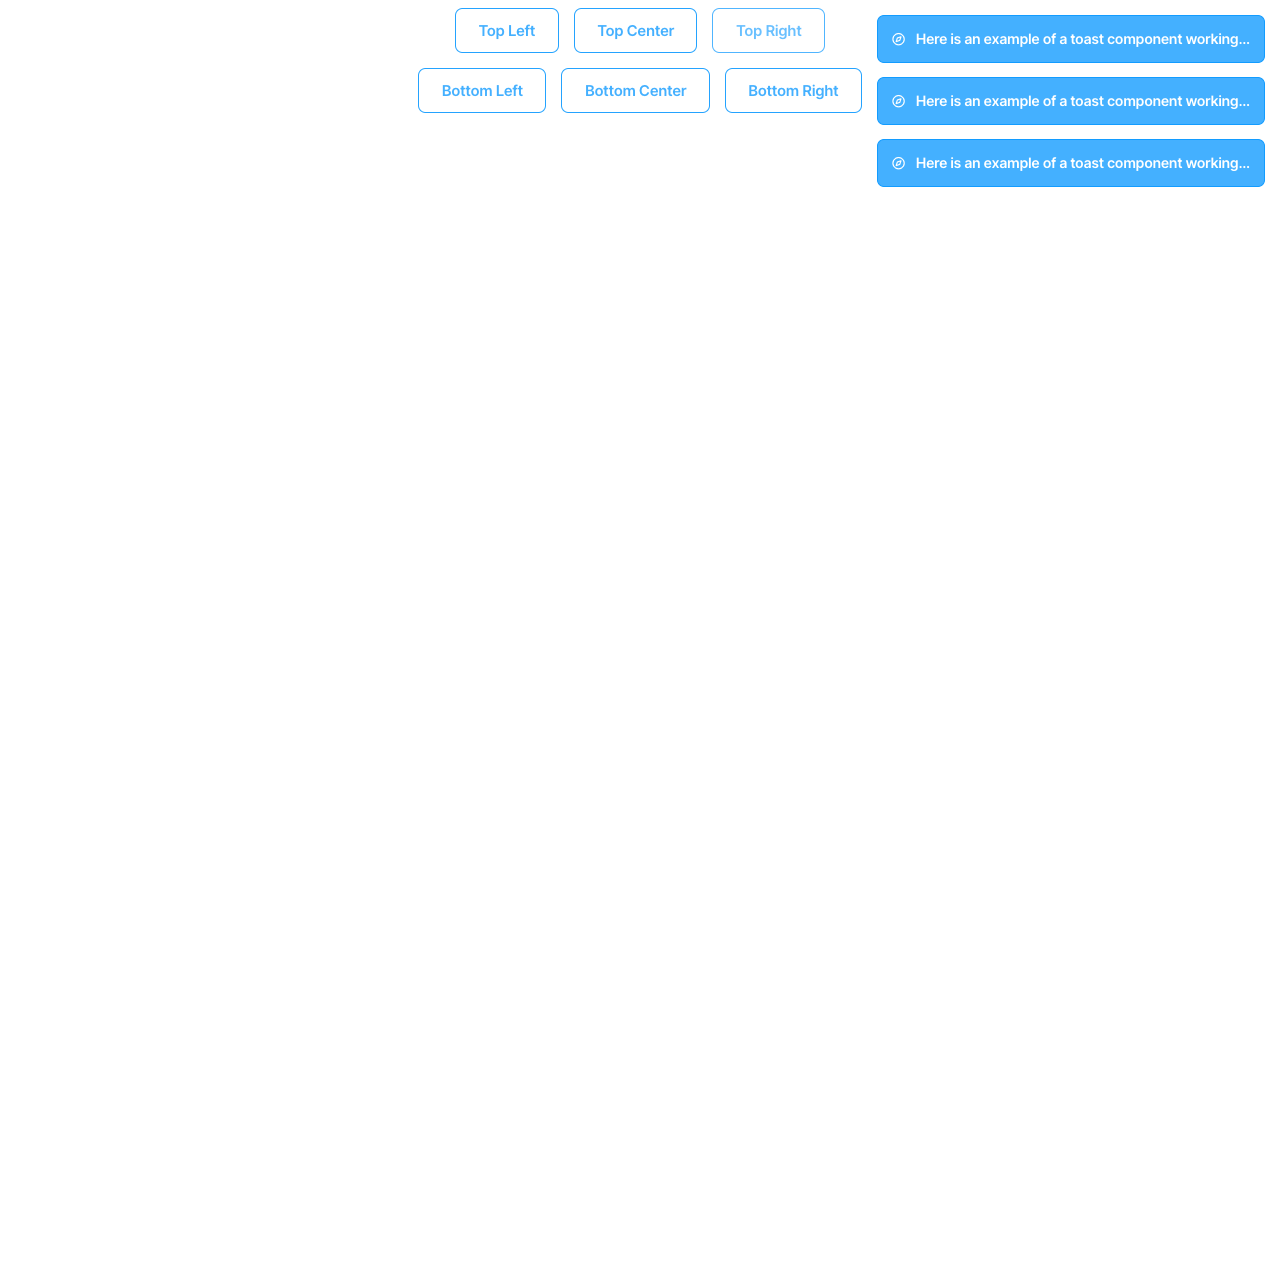 Top Left
Top Center
Top Right
Bottom Left
Bottom Center
Bottom Right
Here is an example of a toast component working...
Here is an example of a toast component working...
Here is an example of a toast component working...